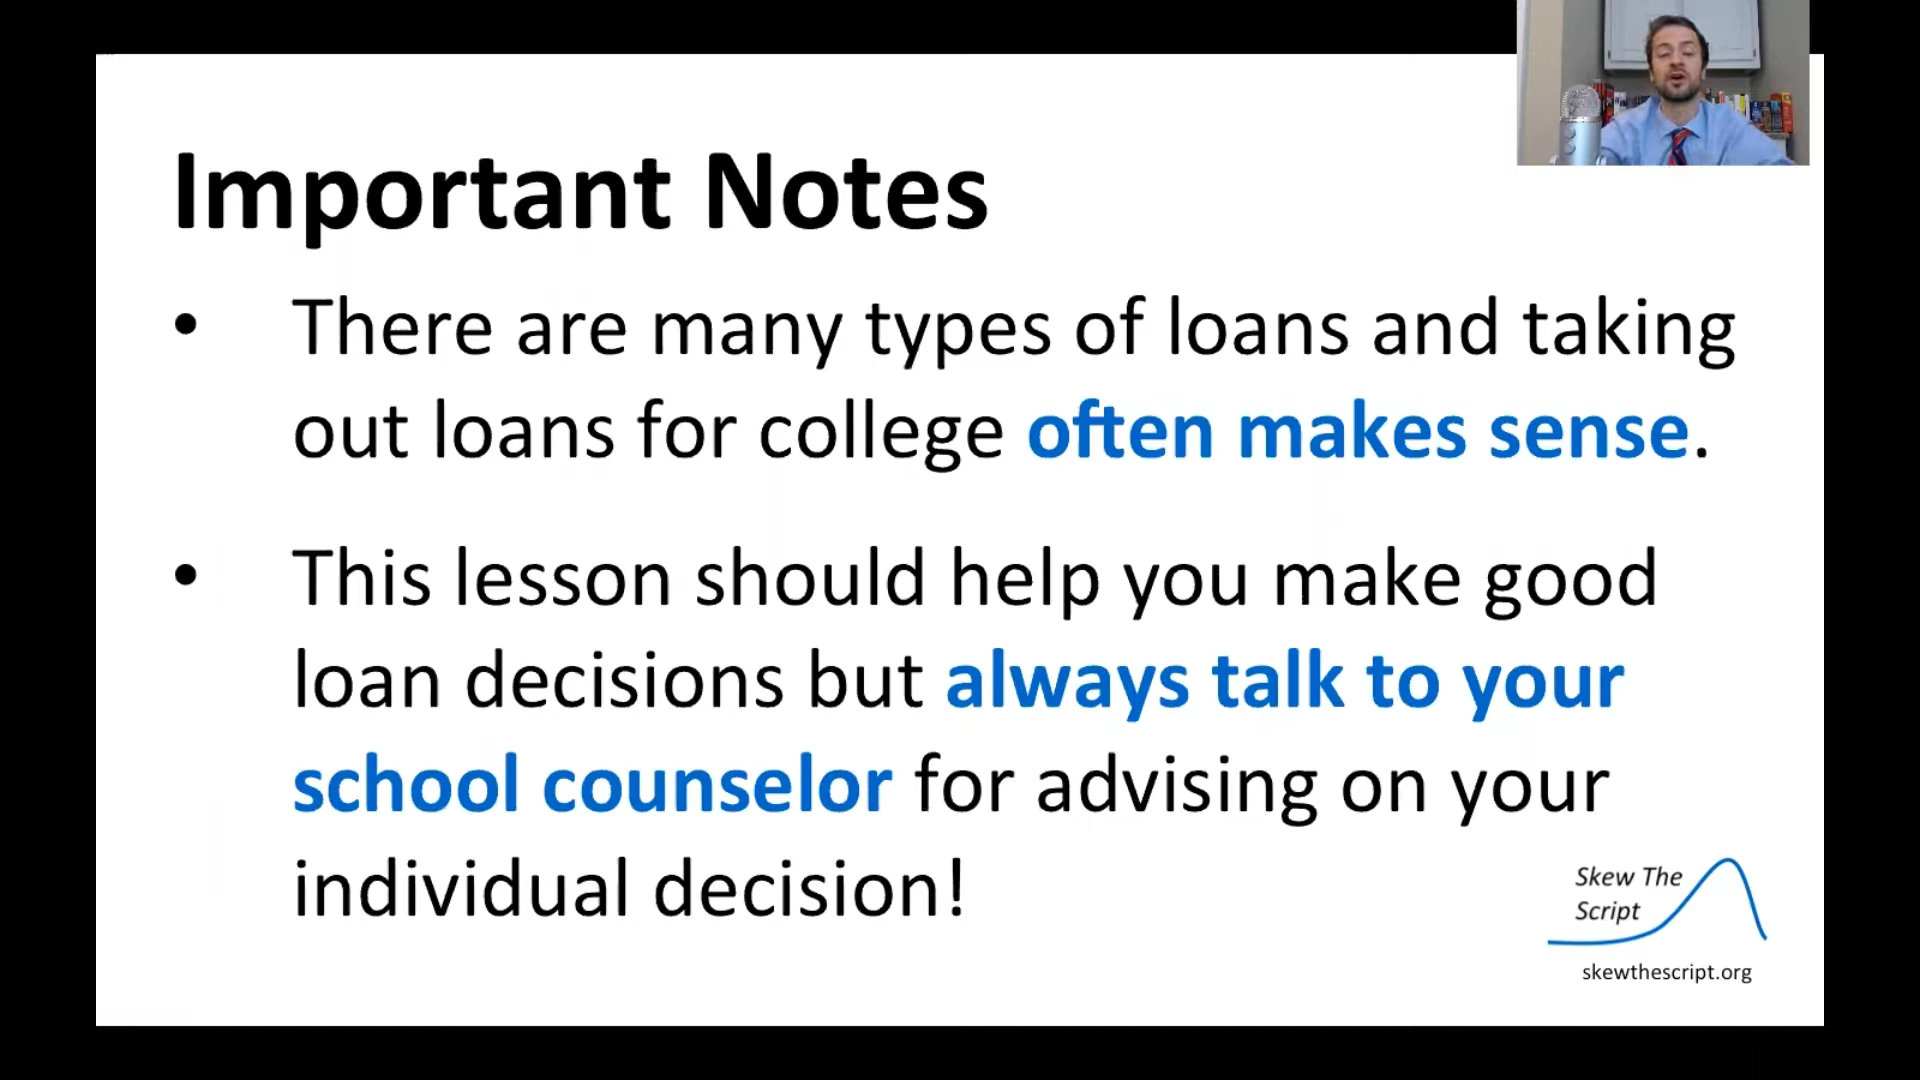 Important Notes
• There are many types of loans and taking
out loans for college often makes sense.
• This lesson should help you make good
loan decisions but always talk to your
school counselor for advising on your
individual decision!
Skew The
Script
skewthescript.org